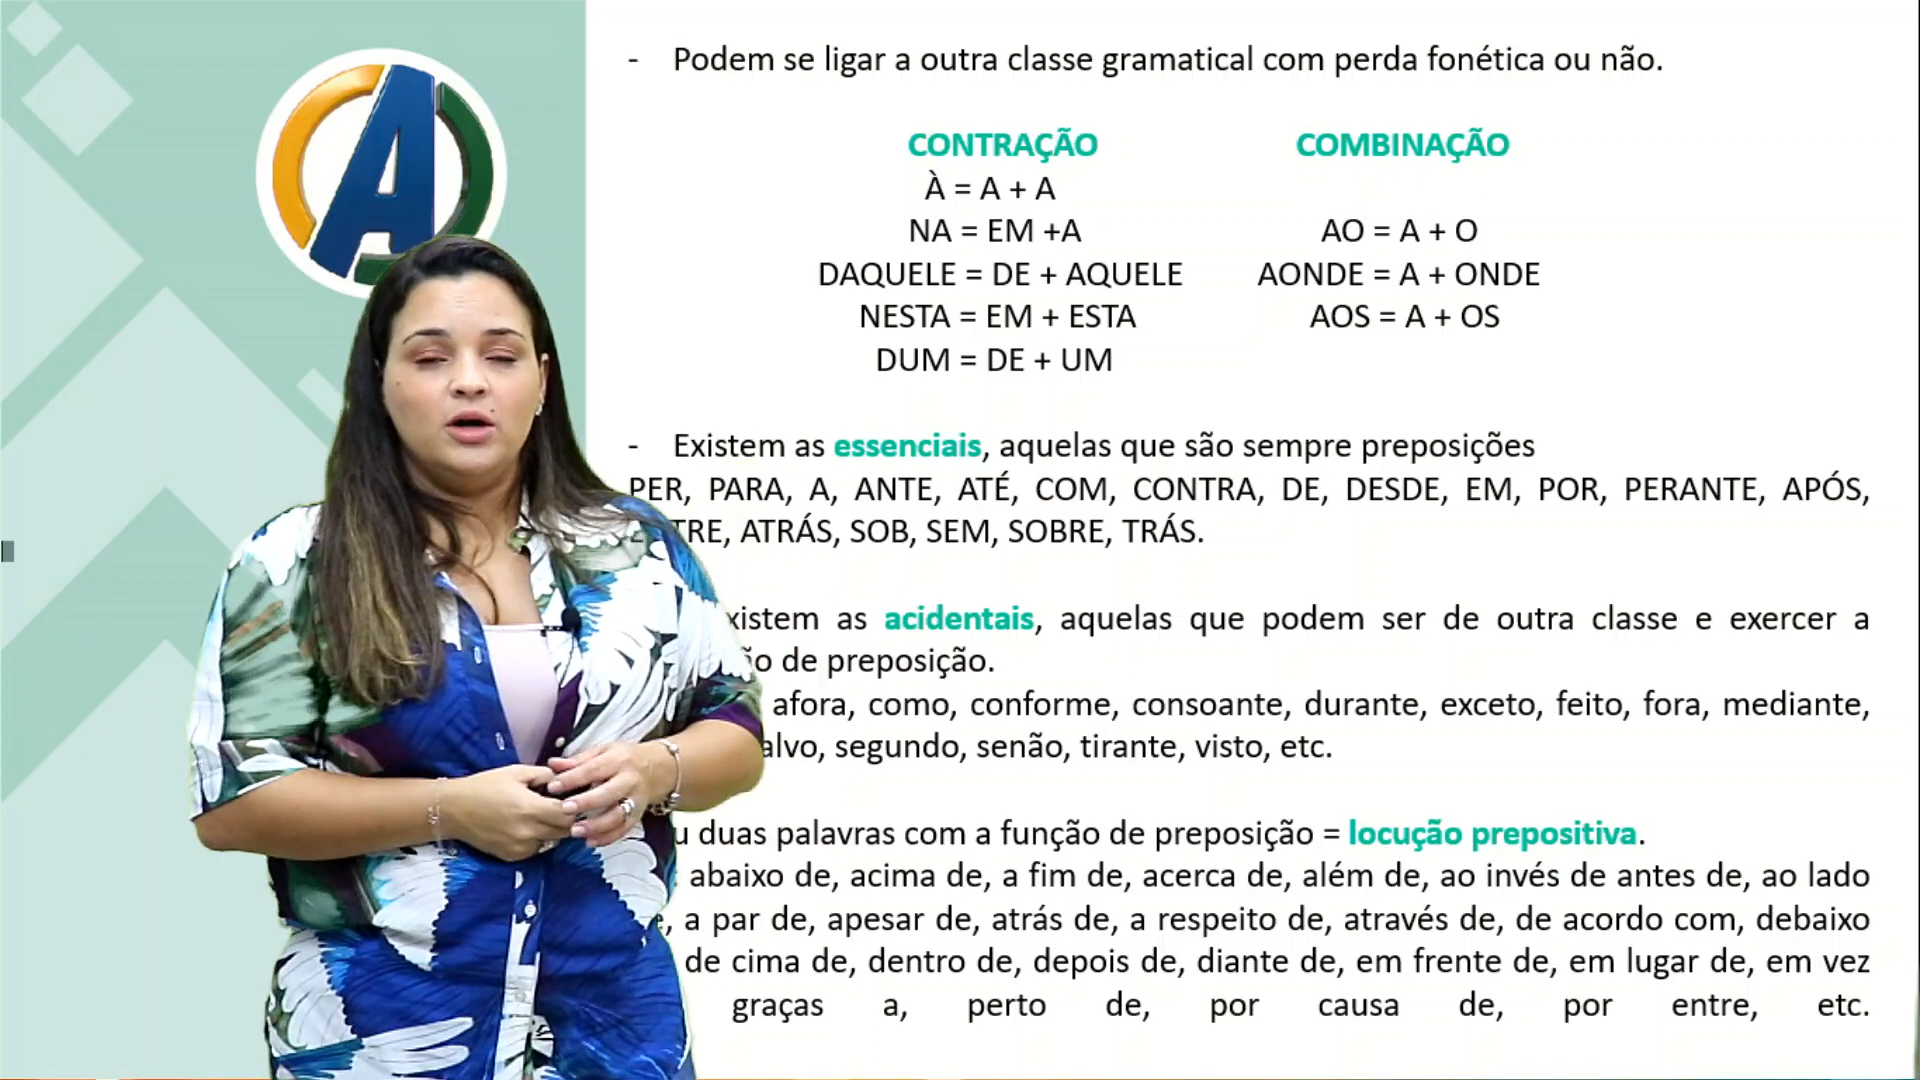 - Podem se ligar a outra classe gramatical com perda fonética ou não.
CONTRAÇÃO COMBINAÇÃO
À = A + A
NA = EM +A AO = A + O
DAQUELE = DE + AQUELE AONDE = A + ONDE
NESTA = EM + ESTA AOS = A + OS
DUM = DE + UM
- Existem as essenciais, aquelas que são sempre preposições
PER, PARA, A, ANTE, ATÉ, COM, CONTRA, DE, DESDE, EM, POR, PERANTE, APÓS,
ATRÁS, SOB, SEM, SOBRE, TRÁS.
as acidentais, aquelas que podem ser de outra classe e exercer a
de preposição.
afora, como, conforme, consoante, durante, exceto, feito, fora, mediante,
segundo, senão, tirante, visto, etc.
duas palavras com a função de preposição = locução prepositiva.
abaixo de, acima de, a fim de, acerca de, além de, ao invés de antes de, ao lado
a par de, apesar de, atrás de, a respeito de, através de, de acordo com, debaixo
de cima de, dentro de, depois de, diante de, em frente de, em lugar de, em vez
graças a, perto de, por causa de, por entre, etc.